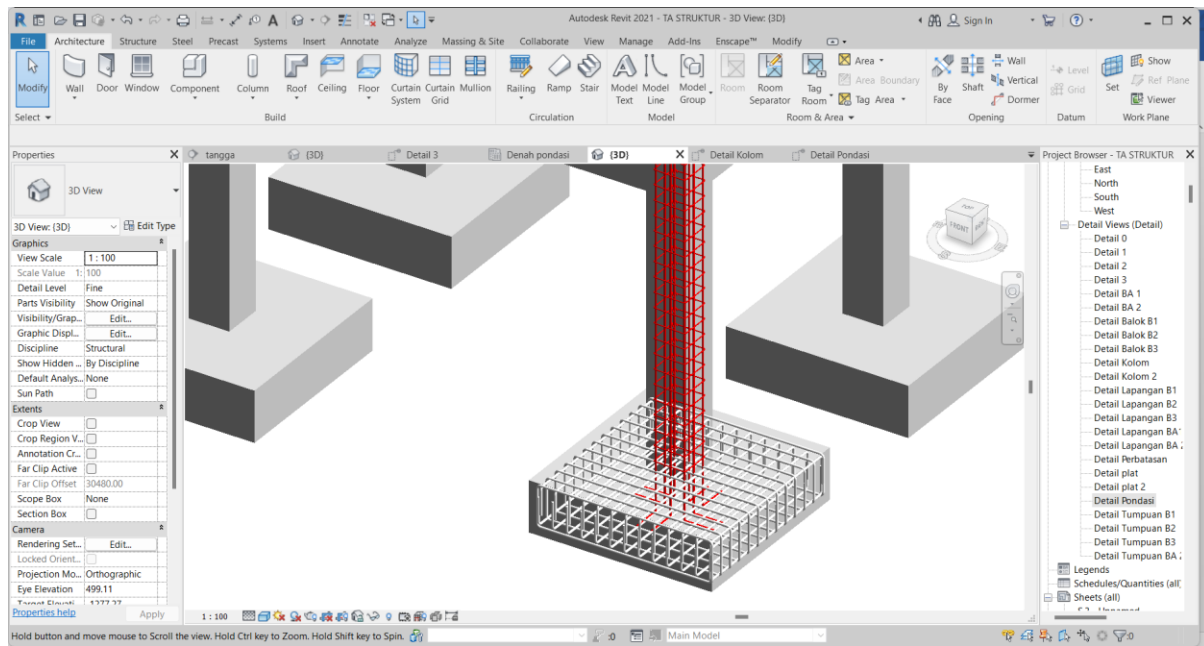 Autodesk Revit 2021 - TA STRUKTUR - 3D View: {3D}
Sign In
File Architecture Structure Steel Precast Systems Insert Annotate Analyze Massing & Site Collaborate View Manage Add-Ins Enscape™ Modify
Modify Wall Door Window Component Column Roof Ceiling Floor Curtain System Curtain Grid Mullion Railing Ramp Stair Model Text Model Line Model Group Room Room Separator Tag Room Area Area Boundary Tag Area By Face Shaft Wall Vertical Dormer Level Grid Set Show Ref Plane Viewer
Select Build Circulation Model Room & Area Opening Datum Work Plane
Properties
tangga {3D} Detail 3 Denah pondasi {3D} Detail Kolom Detail Pondasi
3D View
3D View: {3D} Edit Type
Graphics
View Scale 1 : 100
Scale Value 1: 100
Detail Level Fine
Parts Visibility Show Original
Visibility/Grap... Edit...
Graphic Displ... Edit...
Discipline Structural
Show Hidden ... By Discipline
Default Analys... None
Sun Path
Extents
Crop View
Crop Region V...
Annotation Cr...
Far Clip Active
Far Clip Offset 30480.00
Scope Box None
Section Box
Camera
Rendering Set... Edit...
Locked Orient...
Projection Mo... Orthographic
Eye Elevation 499.11
Properties help Apply
TOP
FRONT
1 : 100
Project Browser - TA STRUKTUR
East
North
South
West
Detail Views (Detail)
Detail 0
Detail 1
Detail 2
Detail 3
Detail BA 1
Detail BA 2
Detail Balok B1
Detail Balok B2
Detail Balok B3
Detail Kolom
Detail Kolom 2
Detail Lapangan B1
Detail Lapangan B2
Detail Lapangan B3
Detail Lapangan BA
Detail Lapangan BA
Detail Perbatasan
Detail plat
Detail plat 2
Detail Pondasi
Detail Tumpuan B1
Detail Tumpuan B2
Detail Tumpuan B3
Detail Tumpuan BA
Legends
Schedules/Quantities (all
Sheets (all)
Hold button and move mouse to Scroll the view. Hold Ctrl key to Zoom. Hold Shift key to Spin. :0 Main Model :0